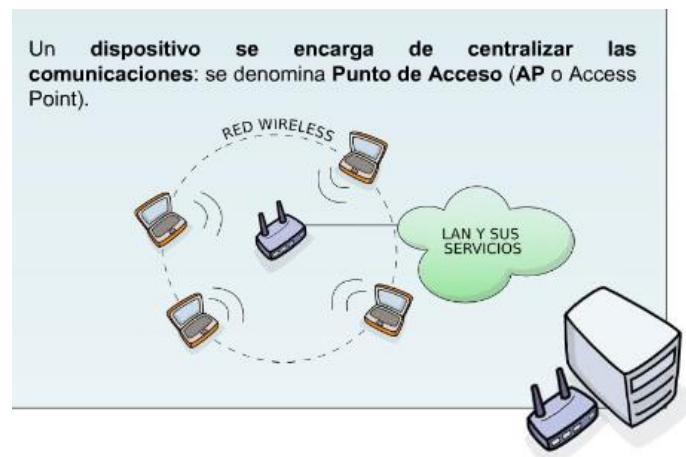 Un dispositivo se encarga de centralizar las
comunicaciones: se denomina Punto de Acceso (AP o Access
Point).
RED WIRELESS
LAN Y SUS
SERVICIOS